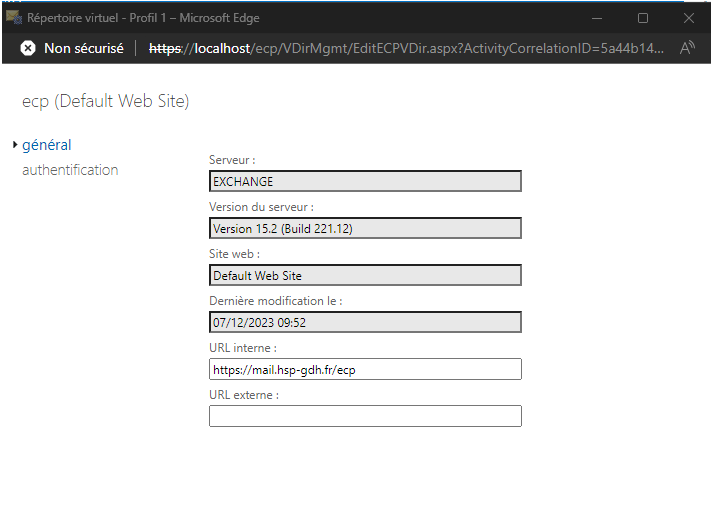 Répertoire virtuel - Profil 1 – Microsoft Edge
Non sécurisé
https://localhost/ecp/VDirMgmt/EditECPVDir.aspx?ActivityCorrelationID=5a44b14...
ecp (Default Web Site)
général
authentification
Serveur :
EXCHANGE
Version du serveur :
Version 15.2 (Build 221.12)
Site web :
Default Web Site
Dernière modification le :
07/12/2023 09:52
URL interne :
https://mail.hsp-gdh.fr/ecp
URL externe :